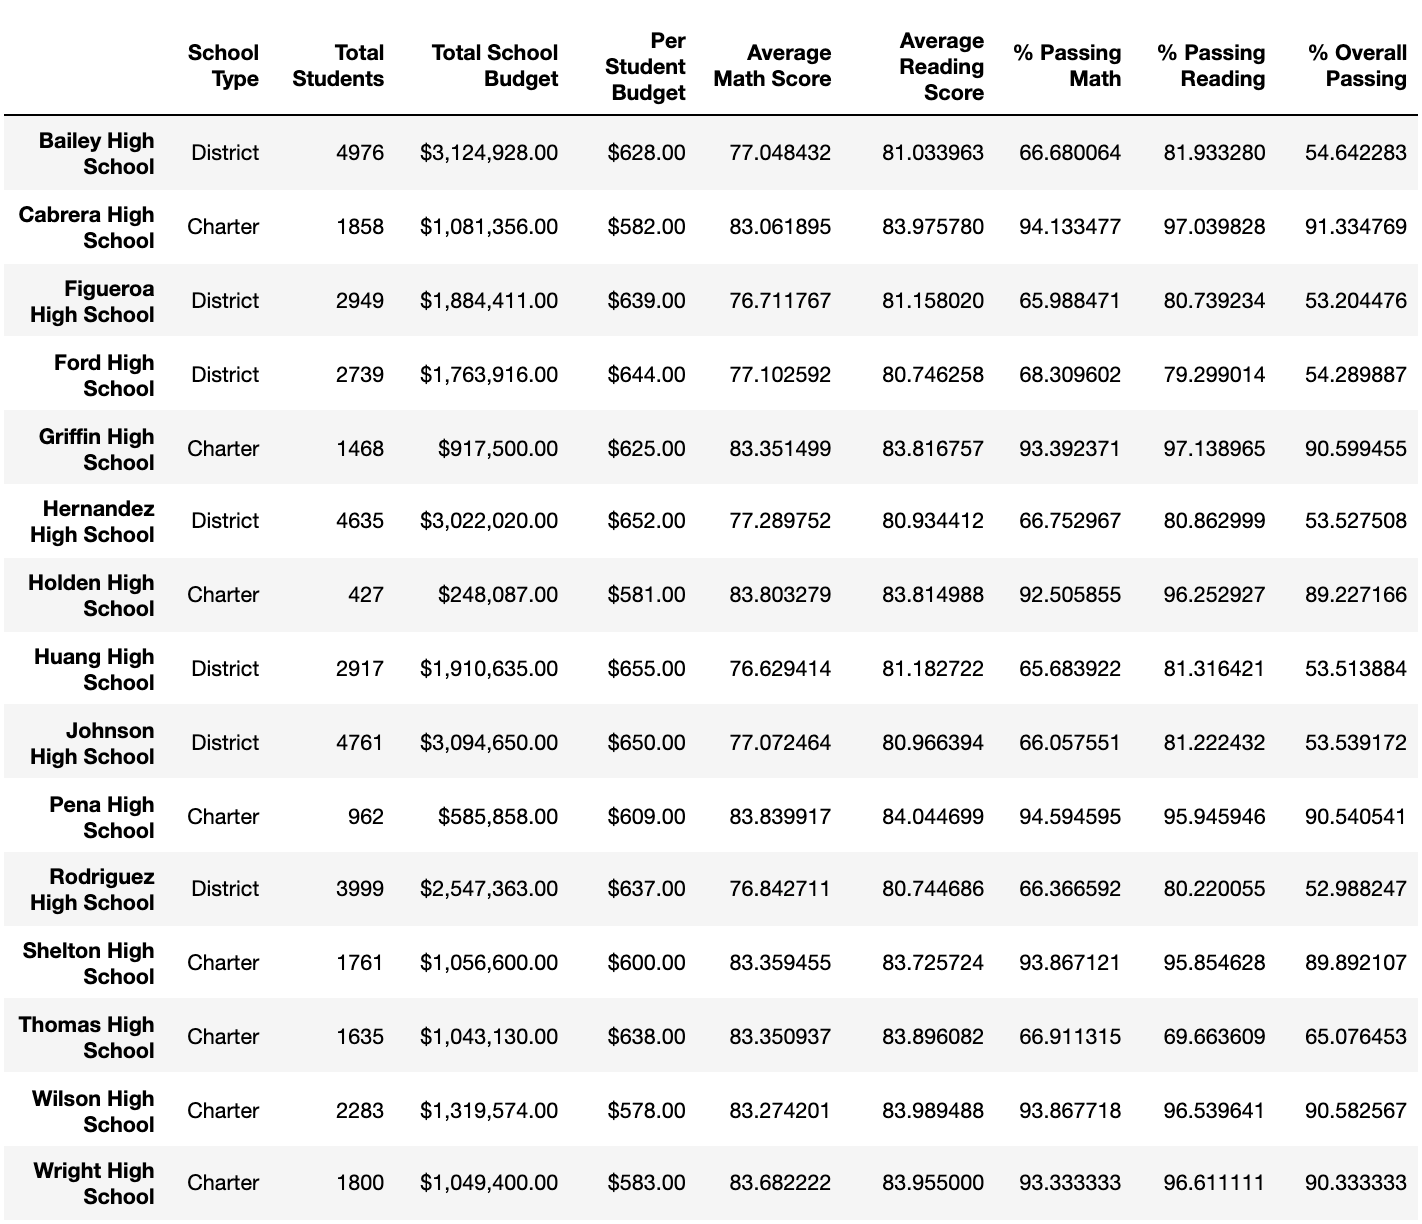 School Type Total Students Total School Budget Per Student Budget Average Math Score Average Reading Score % Passing Math % Passing Reading % Overall Passing
Bailey High School District 4976 $3,124,928.00 $628.00 77.048432 81.033963 66.680064 81.933280 54.642283
Cabrera High School Charter 1858 $1,081,356.00 $582.00 83.061895 83.975780 94.133477 97.039828 91.334769
Figueroa High School District 2949 $1,884,411.00 $639.00 76.711767 81.158020 65.988471 80.739234 53.204476
Ford High School District 2739 $1,763,916.00 $644.00 77.102592 80.746258 68.309602 79.299014 54.289887
Griffin High School Charter 1468 $917,500.00 $625.00 83.351499 83.816757 93.392371 97.138965 90.599455
Hernandez High School District 4635 $3,022,020.00 $652.00 77.289752 80.934412 66.752967 80.862999 53.527508
Holden High School Charter 427 $248,087.00 $581.00 83.803279 83.814988 92.505855 96.252927 89.227166
Huang High School District 2917 $1,910,635.00 $655.00 76.629414 81.182722 65.683922 81.316421 53.513884
Johnson High School District 4761 $3,094,650.00 $650.00 77.072464 80.966394 66.057551 81.222432 53.539172
Pena High School Charter 962 $585,858.00 $609.00 83.839917 84.044699 94.594595 95.945946 90.540541
Rodriguez High School District 3999 $2,547,363.00 $637.00 76.842711 80.744686 66.366592 80.220055 52.988247
Shelton High School Charter 1761 $1,056,600.00 $600.00 83.359455 83.725724 93.867121 95.854628 89.892107
Thomas High School Charter 1635 $1,043,130.00 $638.00 83.350937 83.896082 66.911315 69.663609 65.076453
Wilson High School Charter 2283 $1,319,574.00 $578.00 83.274201 83.989488 93.867718 96.539641 90.582567
Wright High School Charter 1800 $1,049,400.00 $583.00 83.682222 83.955000 93.333333 96.611111 90.333333